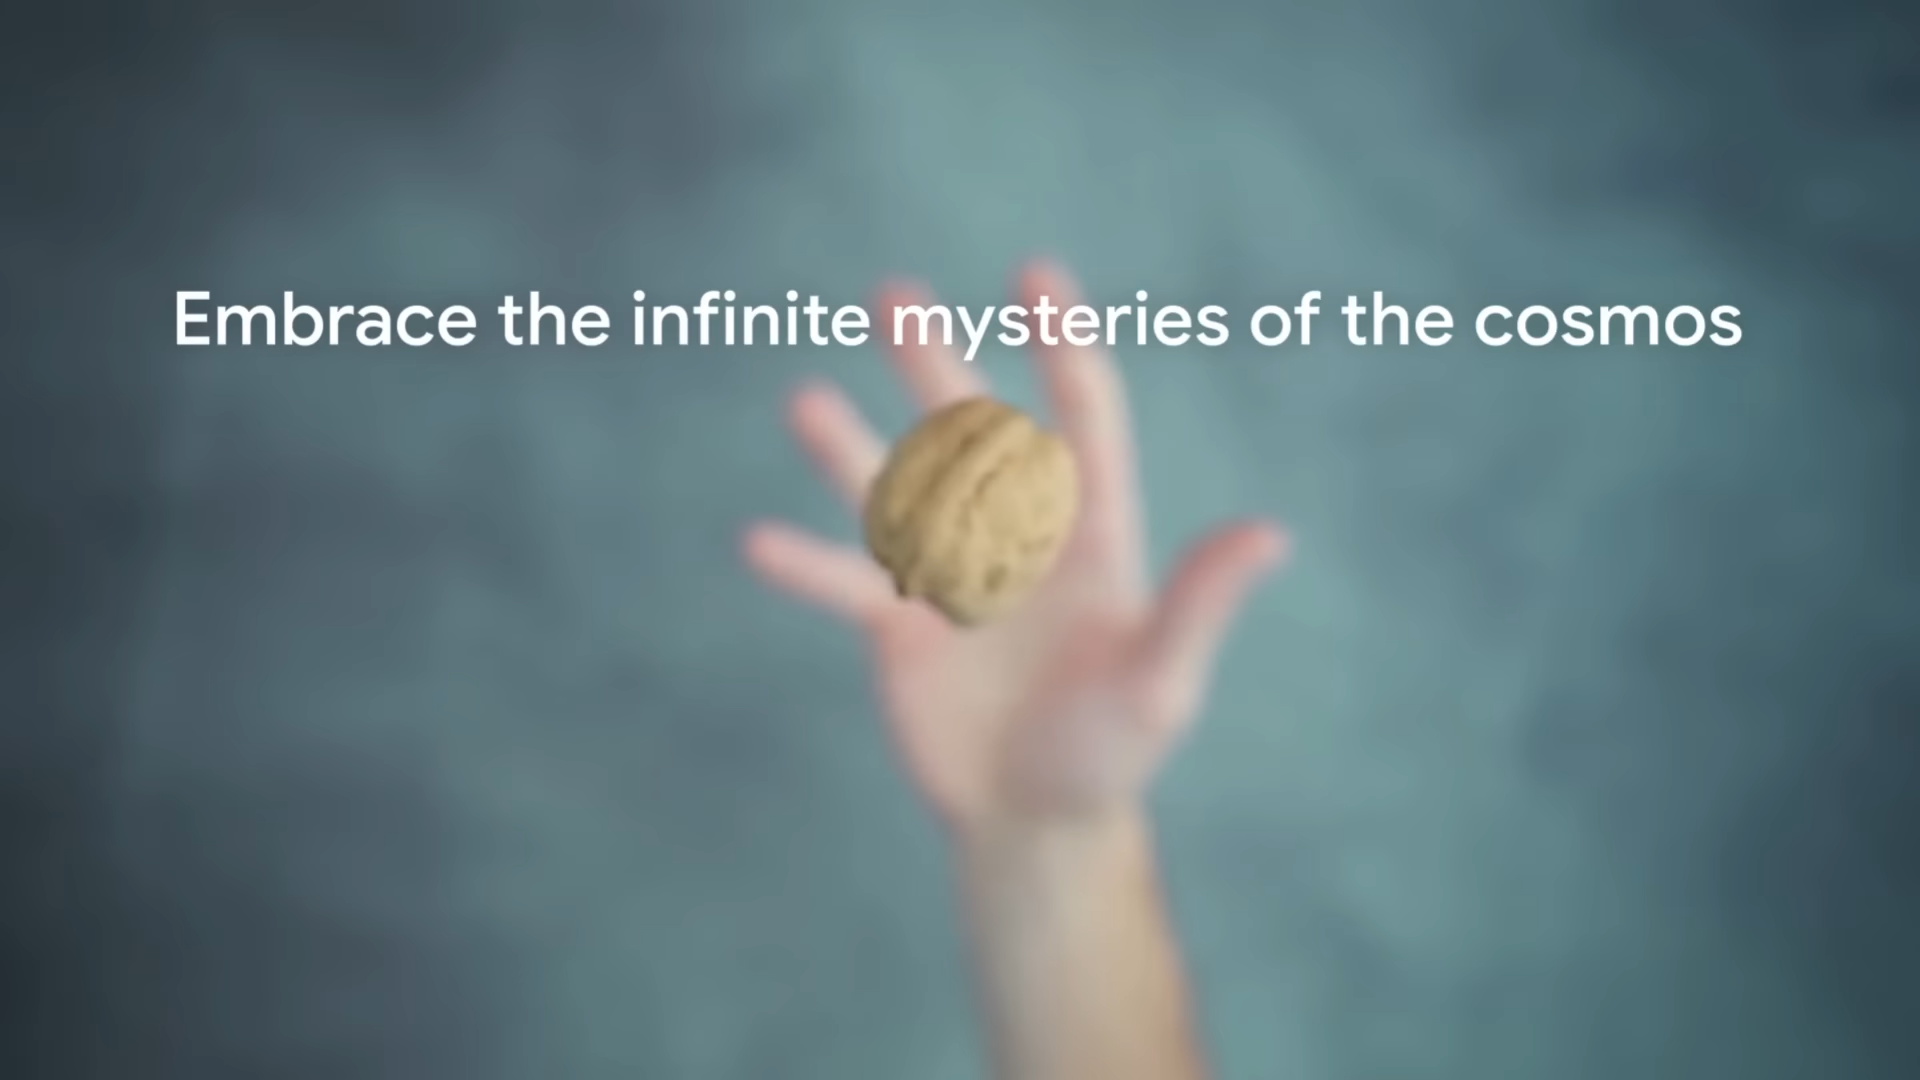 Embrace the infinite mysteries of the cosmos